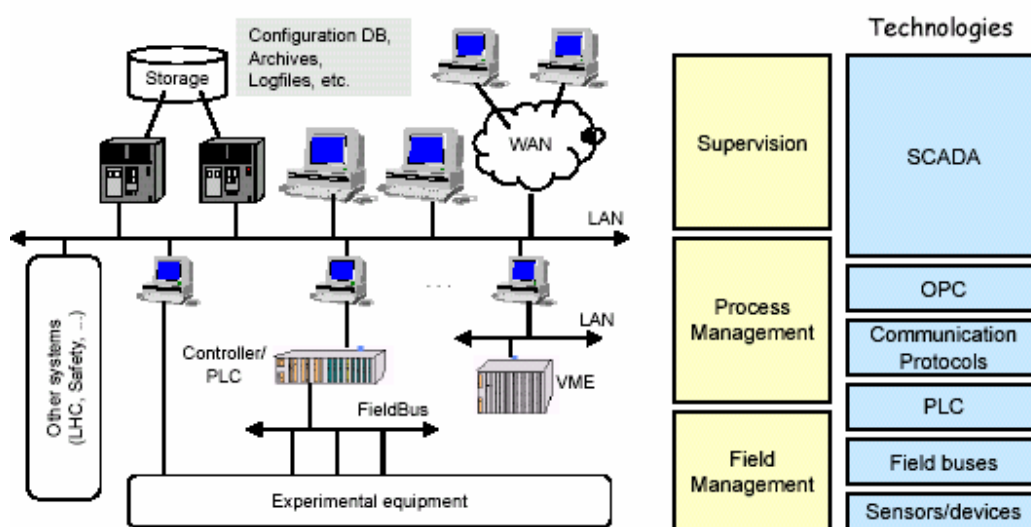 Technologies
Configuration DB,
Archives,
Logfiles, etc.
Storage
WAN
LAN
Other systems
(LHC, Safety, ...)
. . .
LAN
Controller/
PLC
VME
FieldBus
Experimental equipment
Supervision
Process
Management
Field
Management
SCADA
OPC
Communication
Protocols
PLC
Field buses
Sensors/devices